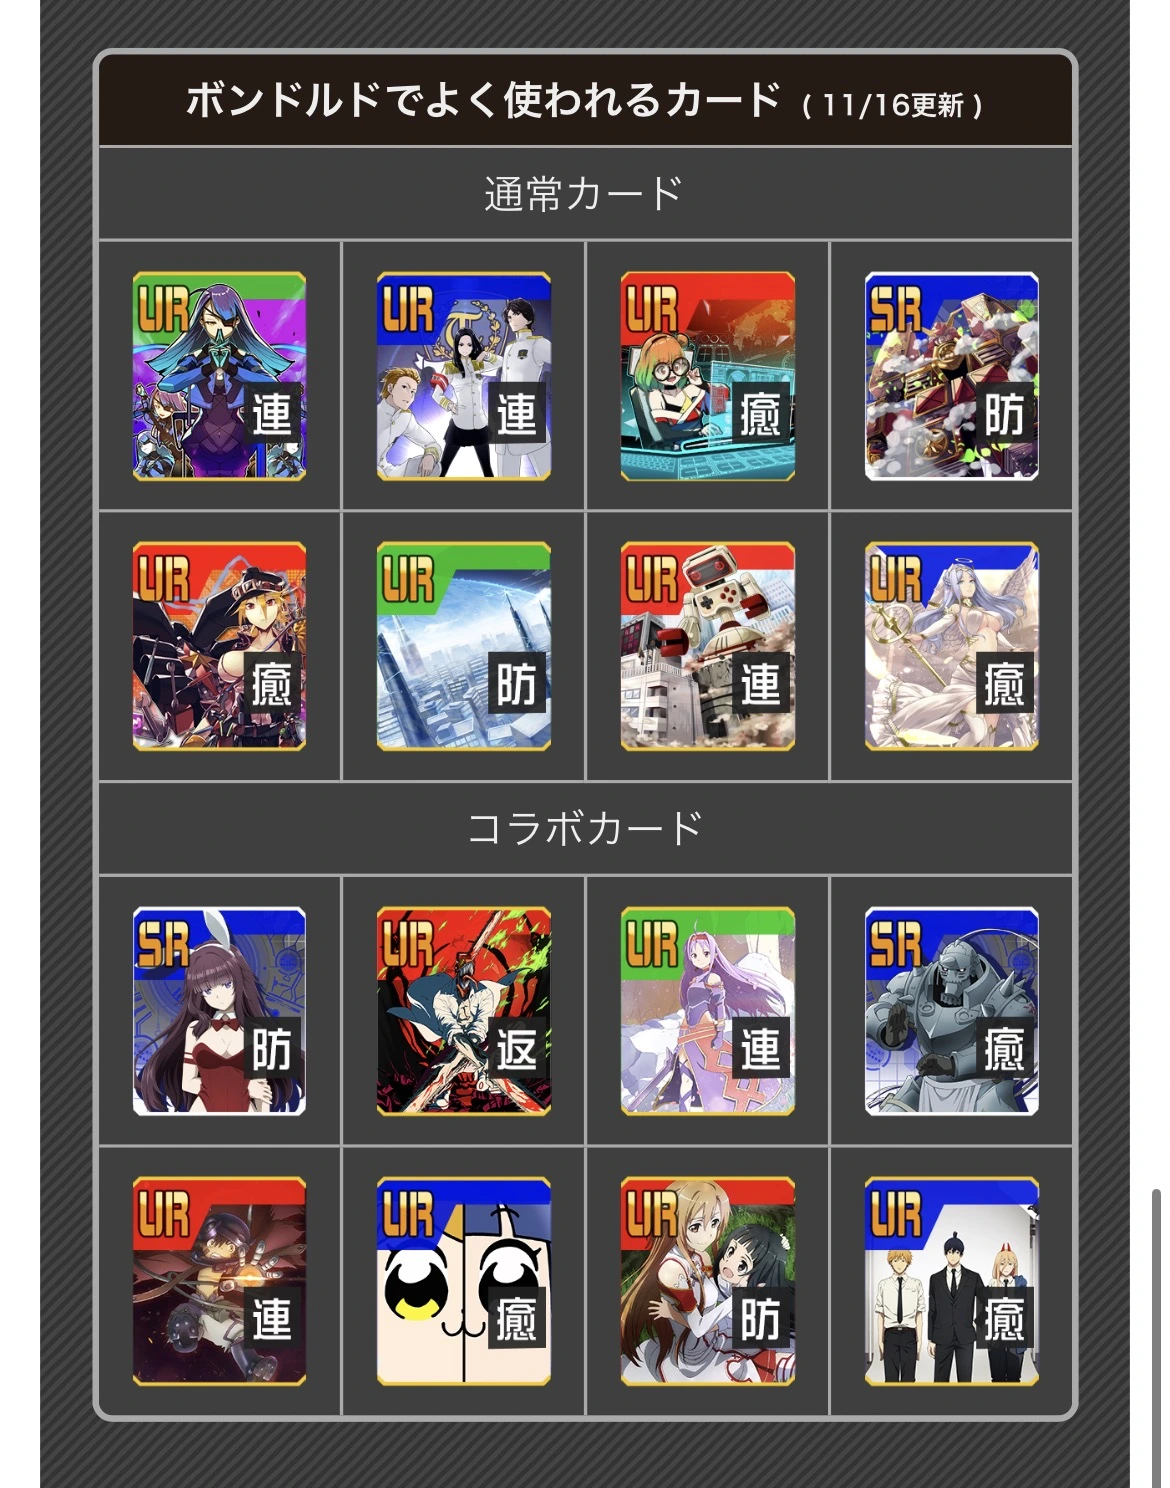 ボンドルドでよく使われるカード ( 11/16更新 )
通常カード
UR UR UR SR
連 連 癒 防
UR UR UR UR
癒 防 連 癒
コラボカード
SR UR UR SR
防 返 連 癒
UR UR UR UR
連 癒 防 癒